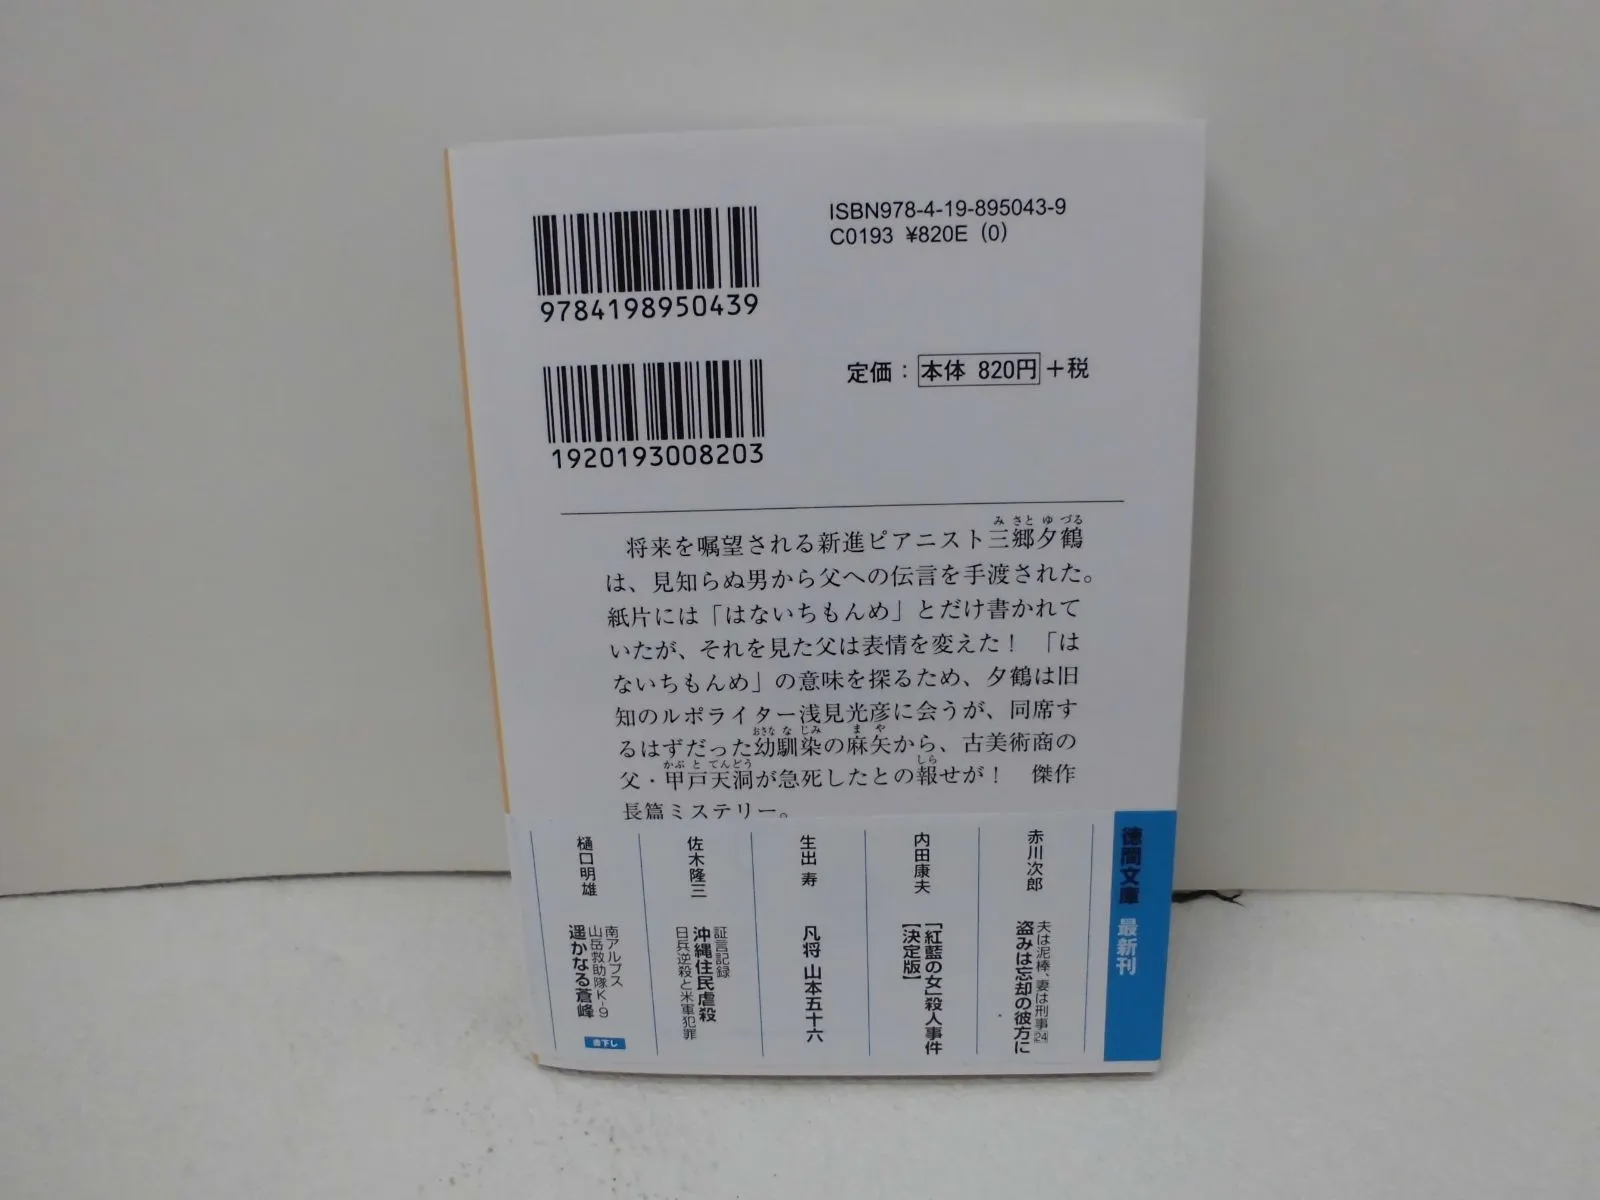 ISBN978-4-19-895043-9
C0193 ¥820E (0)
9784198950439
定価：本体 820円＋税
1920193008203
みさとゆづる
将来を嘱望される新進ピアニスト三郷夕鶴
は、見知らぬ男から父への伝言を手渡された。
紙片には「はないちもんめ」とだけ書かれて
いたが、それを見た父は表情を変えた！　「は
ないちもんめ」の意味を探るため、夕鶴は旧
知のルポライター浅見光彦に会うが、同席す
おさななじみ　まや
るはずだった幼馴染の麻矢から、古美術商の
かぶとてんどう　しら
父・甲戸天洞が急死したとの報せが！　傑作
長篇ミステリー。
徳間文庫 最新刊
赤川次郎
夫は泥棒、妻は刑事24
盗みは忘却の彼方に
内田康夫
「紅藍の女」殺人事件
【決定版】
生出 寿
凡将 山本五十六
佐木隆三
証言記録
沖縄住民虐殺
日兵逆殺と米軍犯罪
樋口明雄
南アルプス
山岳救助隊K-9
遥かなる蒼峰
書下し